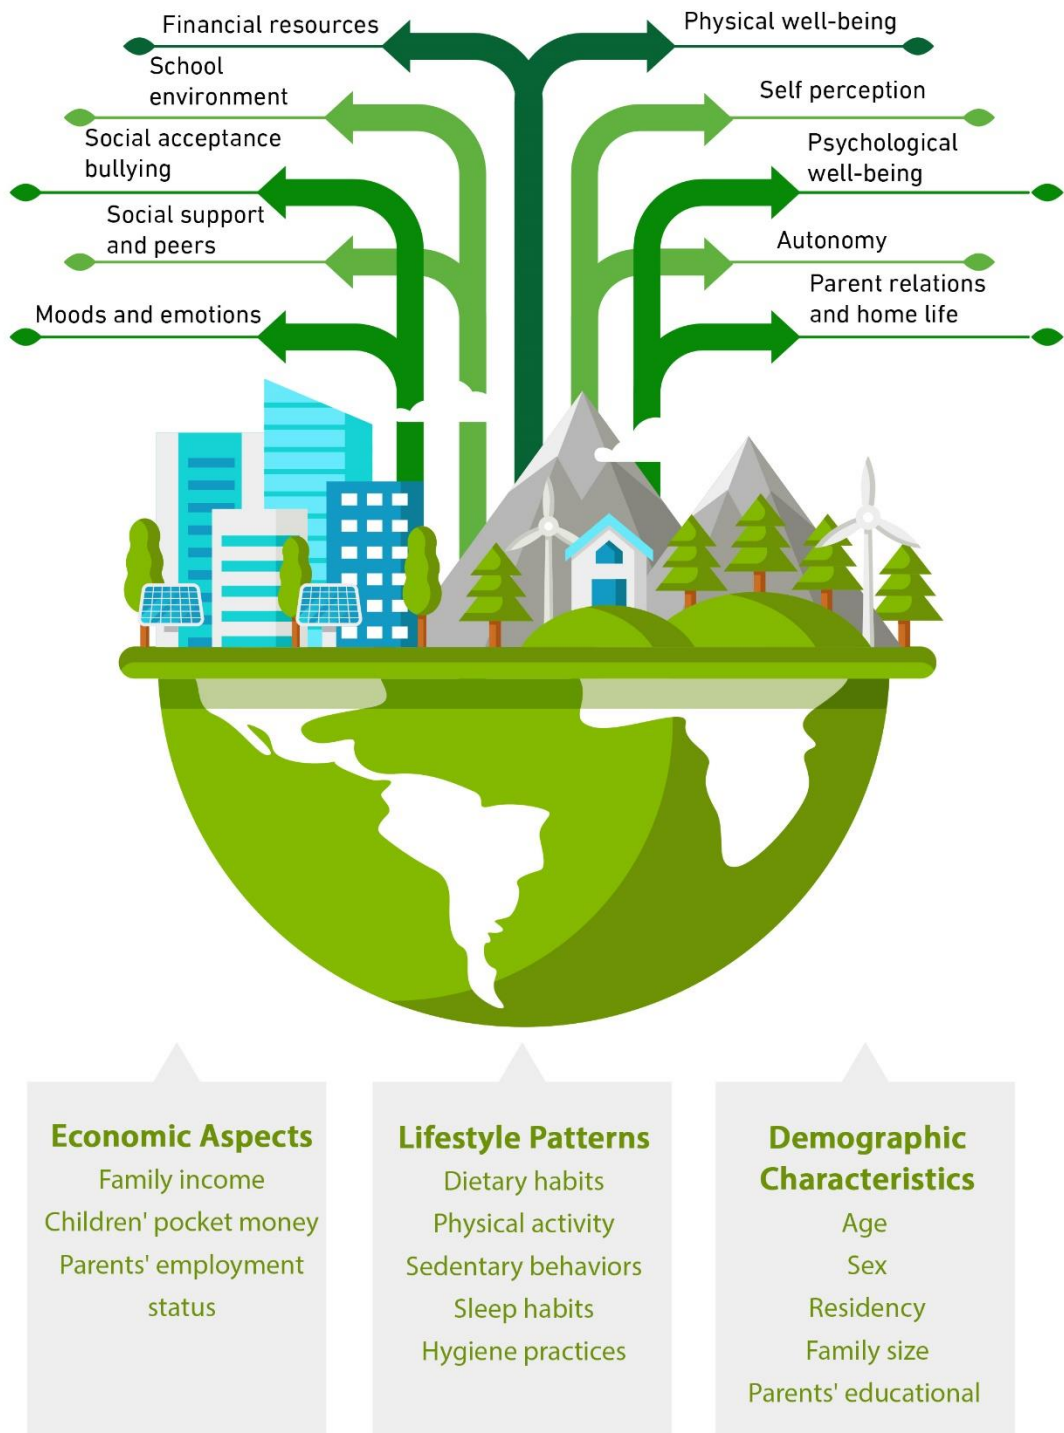 Financial resources
School
environment
Social acceptance
bullying
Social support
and peers
Moods and emotions
Physical well-being
Self perception
Psychological
well-being
Autonomy
Parent relations
and home life
Economic Aspects
Family income
Children' pocket money
Parents' employment
status
Lifestyle Patterns
Dietary habits
Physical activity
Sedentary behaviors
Sleep habits
Hygiene practices
Demographic
Characteristics
Age
Sex
Residency
Family size
Parents' educational